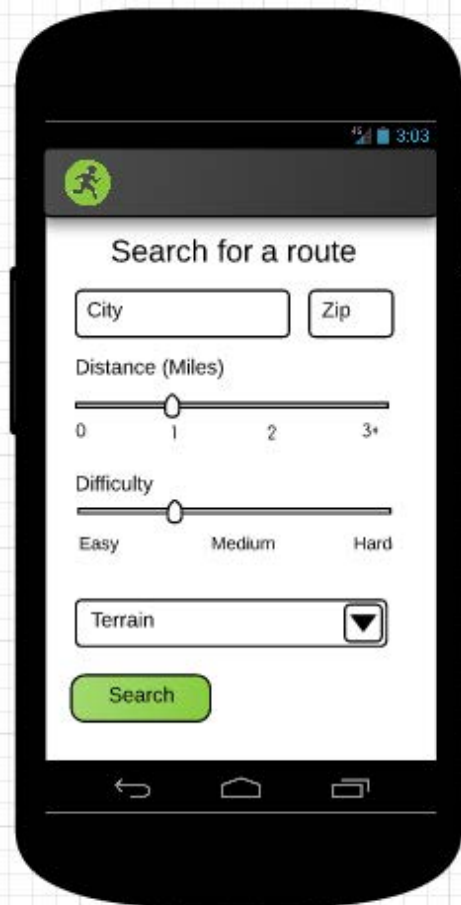 4G 3:03
Search for a route
City Zip
Distance (Miles)
0 1 2 3+
Difficulty
Easy Medium Hard
Terrain
Search